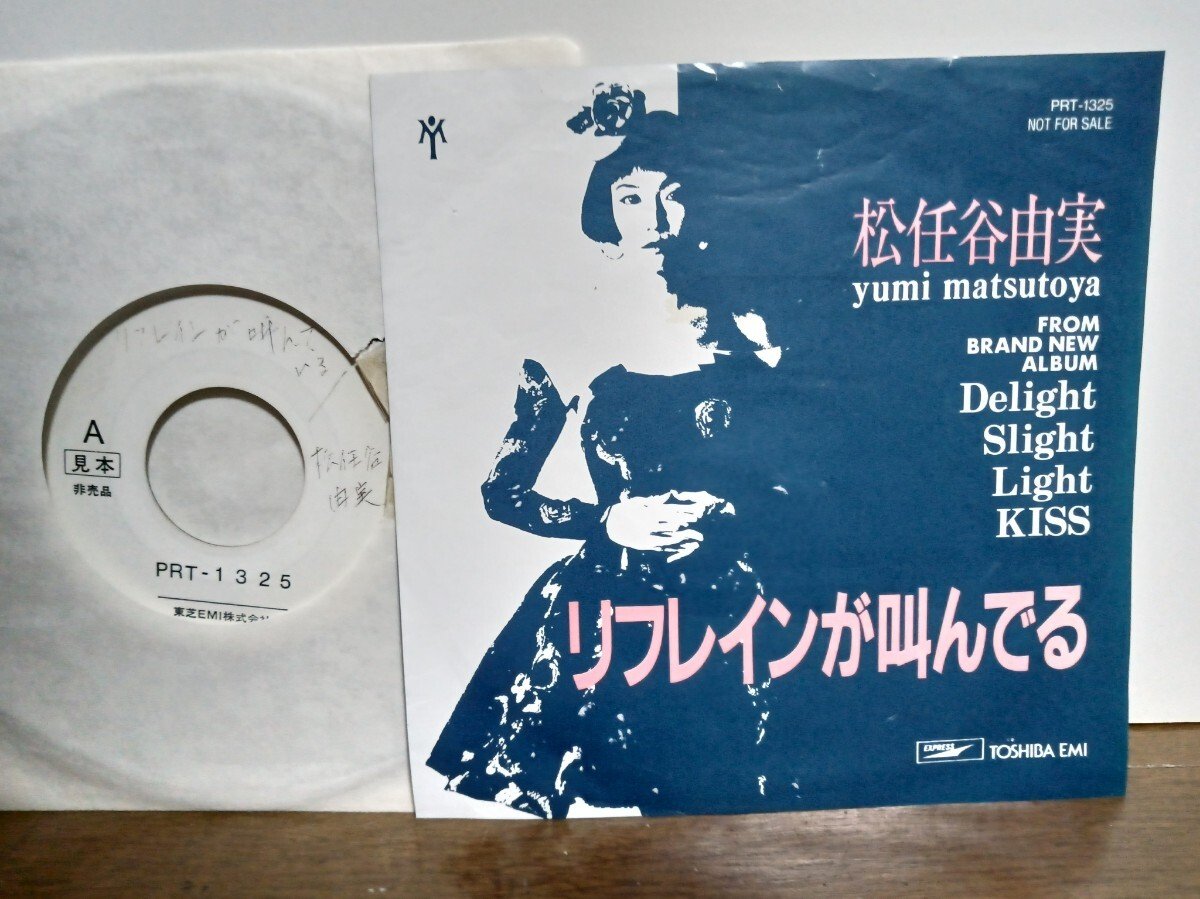 リフレインが叫んで
いる
A
見本
非売品
松任谷
由実
PRT-1325
東芝EMI株式会社
YM
PRT-1325
NOT FOR SALE
松任谷由実
yumi matsutoya
FROM
BRAND NEW
ALBUM
Delight
Slight
Light
KISS
リフレインが叫んでる
EXPRESS
TOSHIBA EMI